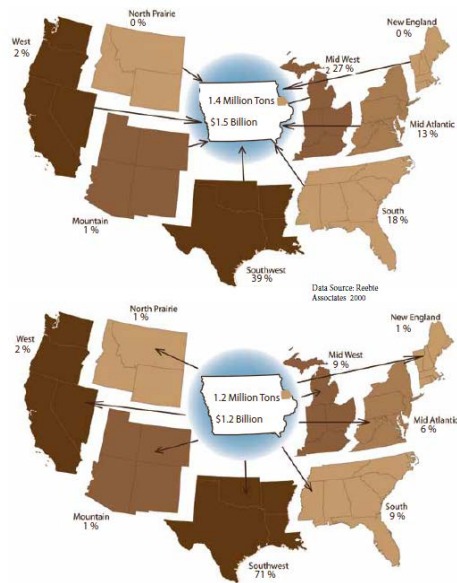 North Prairie
0 %
New England
0 %
West
2 %
Mid West
2 27 %
1.4 Million Tons
$1.5 Billion
Mid Atlantic
13 %
Mountain
1 %
South
18 %
Southwest
39 %
Data Source: Reebie
Associates 2000
North Prairie
1 %
New England
1 %
West
2 %
Mid West
9 %
1.2 Million Tons
$1.2 Billion
Mid Atlantic
6 %
Mountain
1 %
South
9 %
Southwest
71 %